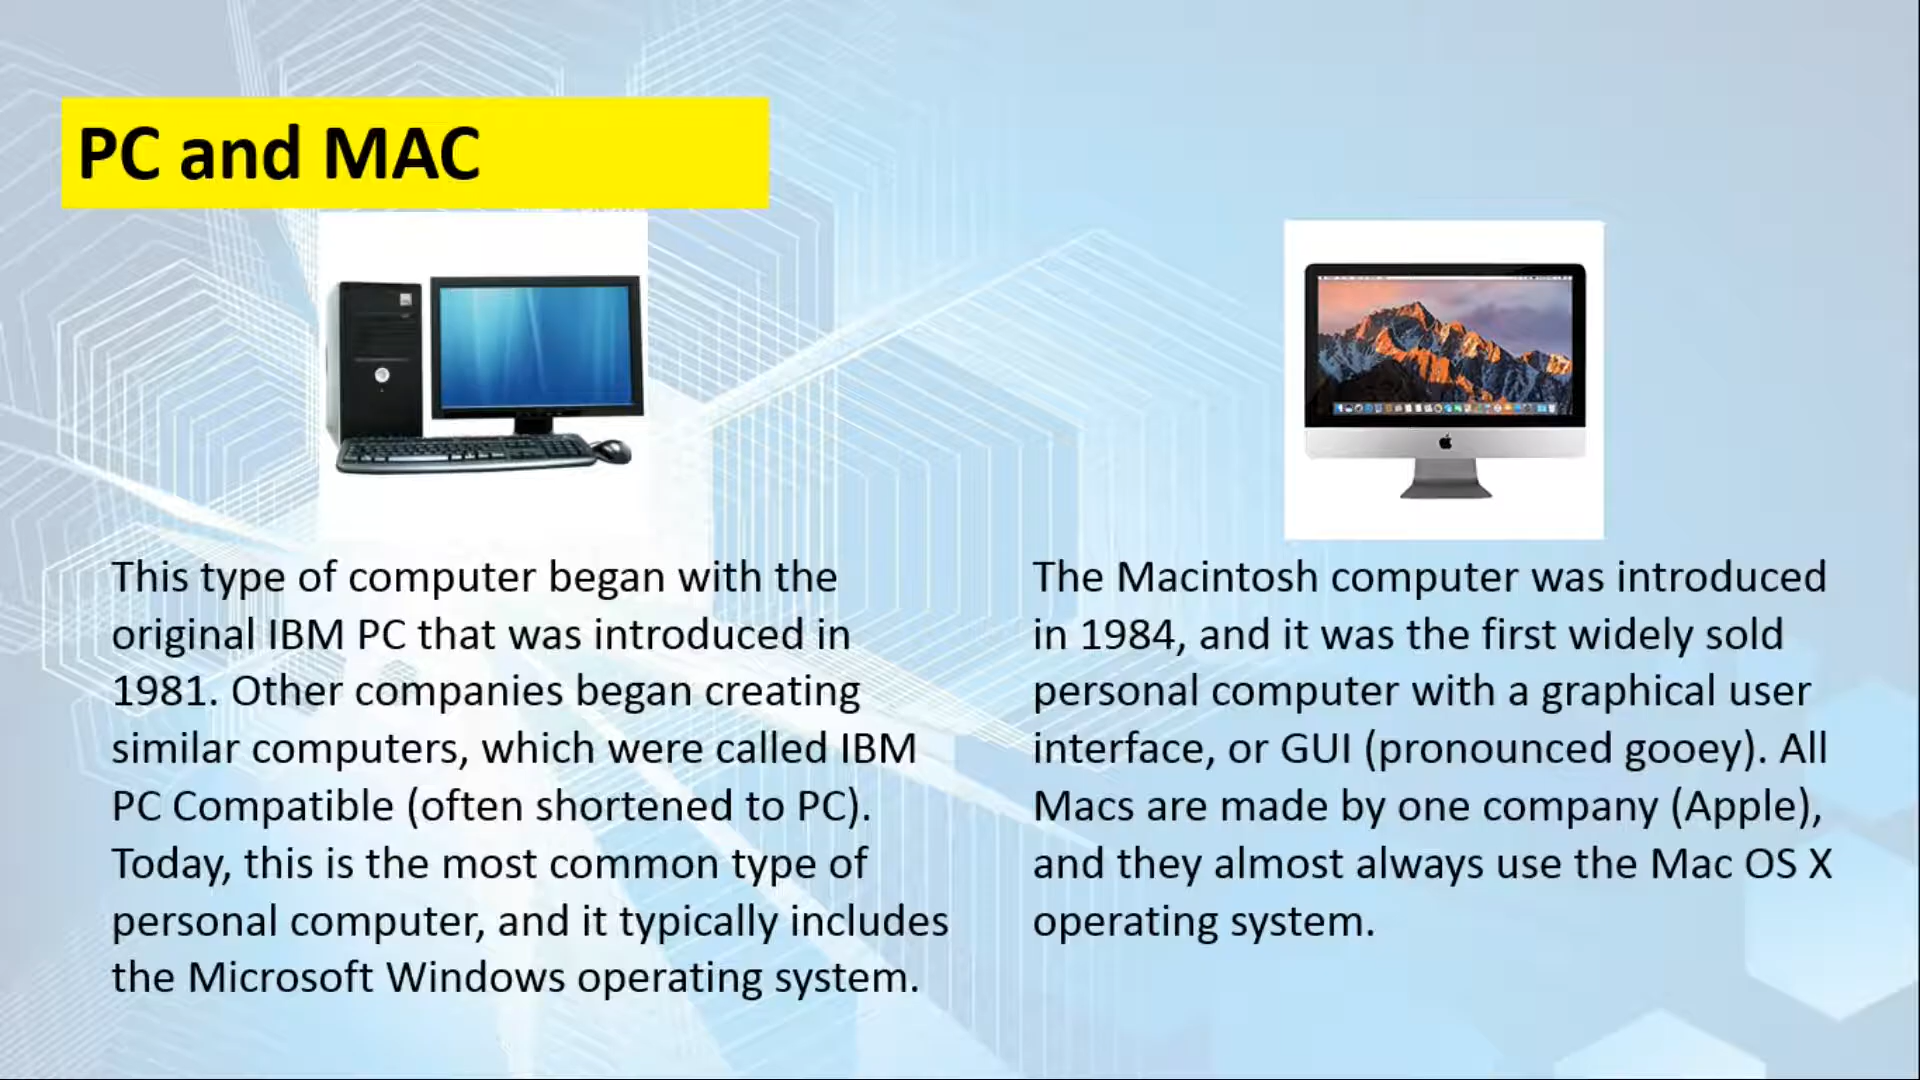 PC and MAC
This type of computer began with the
original IBM PC that was introduced in
1981. Other companies began creating
similar computers, which were called IBM
PC Compatible (often shortened to PC).
Today, this is the most common type of
personal computer, and it typically includes
the Microsoft Windows operating system.
The Macintosh computer was introduced
in 1984, and it was the first widely sold
personal computer with a graphical user
interface, or GUI (pronounced gooey). All
Macs are made by one company (Apple),
and they almost always use the Mac OS X
operating system.